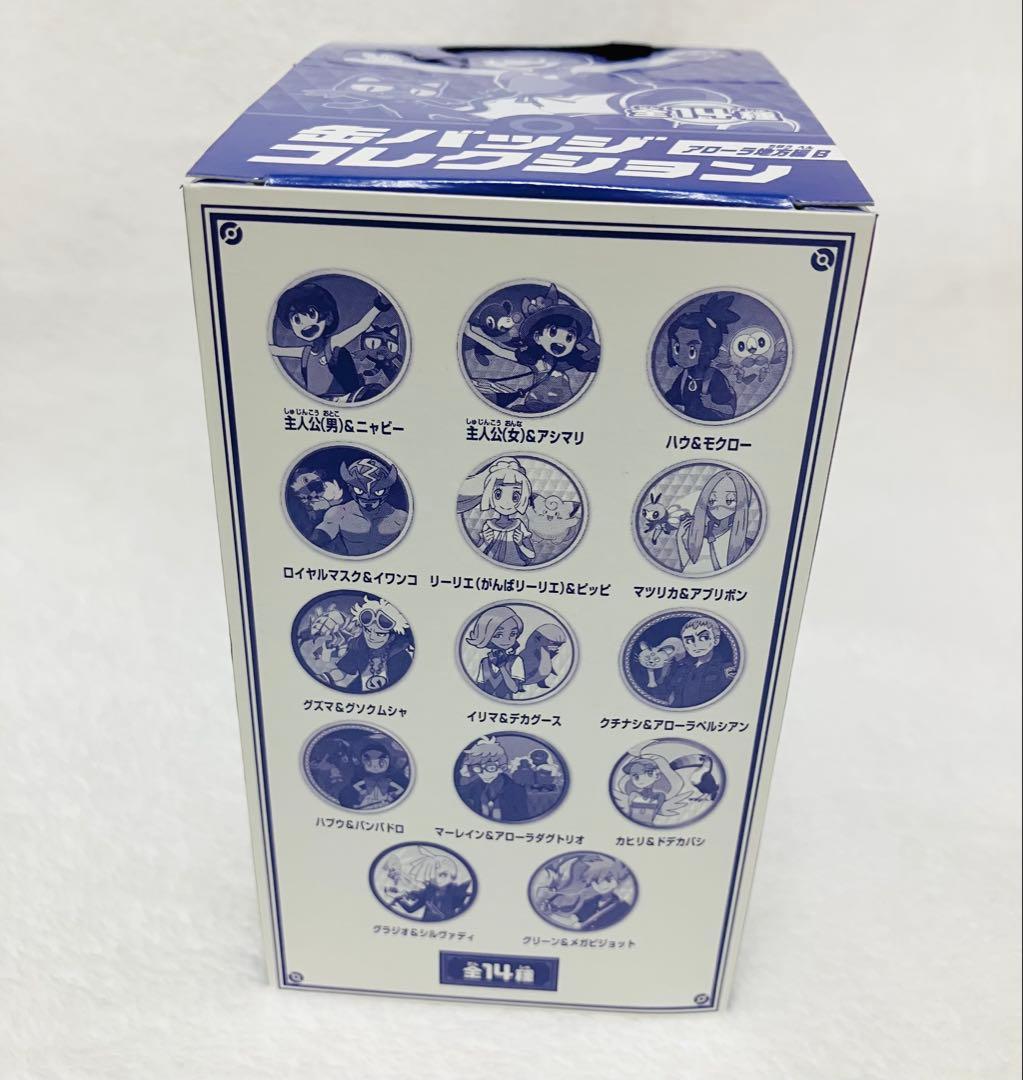 全14種
缶バッジ
コレクション
アローラ地方編 B
しゅじんこう おとこ
主人公(男)&ニャビー
しゅじんこう おんな
主人公(女)&アシマリ
ハウ&モクロー
ロイヤルマスク&イワンコ
リーリエ(がんばリーリエ)&ピッピ
マツリカ&アブリボン
グズマ&グソクムシャ
イリマ&デカグース
クチナシ&アローラペルシアン
ハプウ&バンバドロ
マーレイン&アローラダグトリオ
カヒリ&ドデカバシ
グラジオ&シルヴァディ
グリーン&メガピジョット
全14種